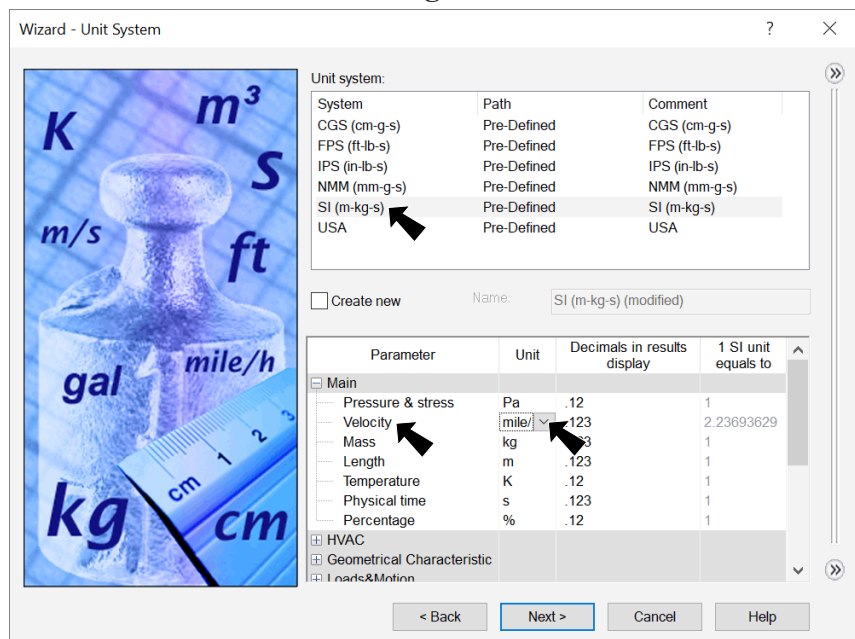 Wizard - Unit System ?
K m³
S
m/s ft
gal mile/h
cm 1 2 3
kg cm
Unit system:
System Path Comment
CGS (cm-g-s) Pre-Defined CGS (cm-g-s)
FPS (ft-lb-s) Pre-Defined FPS (ft-lb-s)
IPS (in-lb-s) Pre-Defined IPS (in-lb-s)
NMM (mm-g-s) Pre-Defined NMM (mm-g-s)
SI (m-kg-s) Pre-Defined SI (m-kg-s)
USA Pre-Defined USA
Create new Name: SI (m-kg-s) (modified)
Parameter Unit Decimals in results display 1 SI unit equals to
Main
Pressure & stress Pa .12 1
Velocity mile/ .123 2.23693629
Mass kg 1
Length m .123 1
Temperature K .12 1
Physical time s .123 1
Percentage % .12 1
HVAC
Geometrical Characteristic
Loads&Motion
< Back Next > Cancel Help